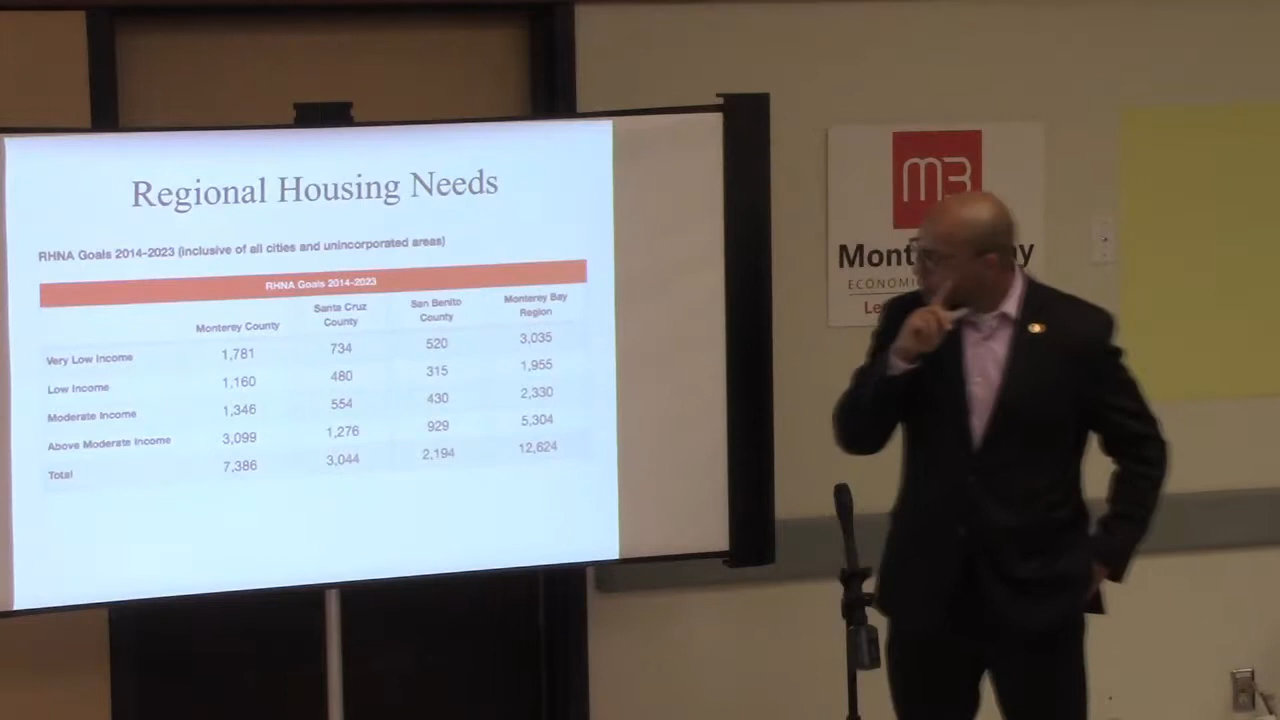 Regional Housing Needs
RHNA Goals 2014-2023 (inclusive of all cities and unincorporated areas)
RHNA Goals 2014-2023
Monterey County Santa Cruz County San Benito County Monterey Bay Region
Very Low Income 1,781 734 520 3,035
Low Income 1,160 480 315 1,955
Moderate Income 1,346 554 430 2,330
Above Moderate Income 3,099 1,276 929 5,304
Total 7,386 3,044 2,194 12,624
M3